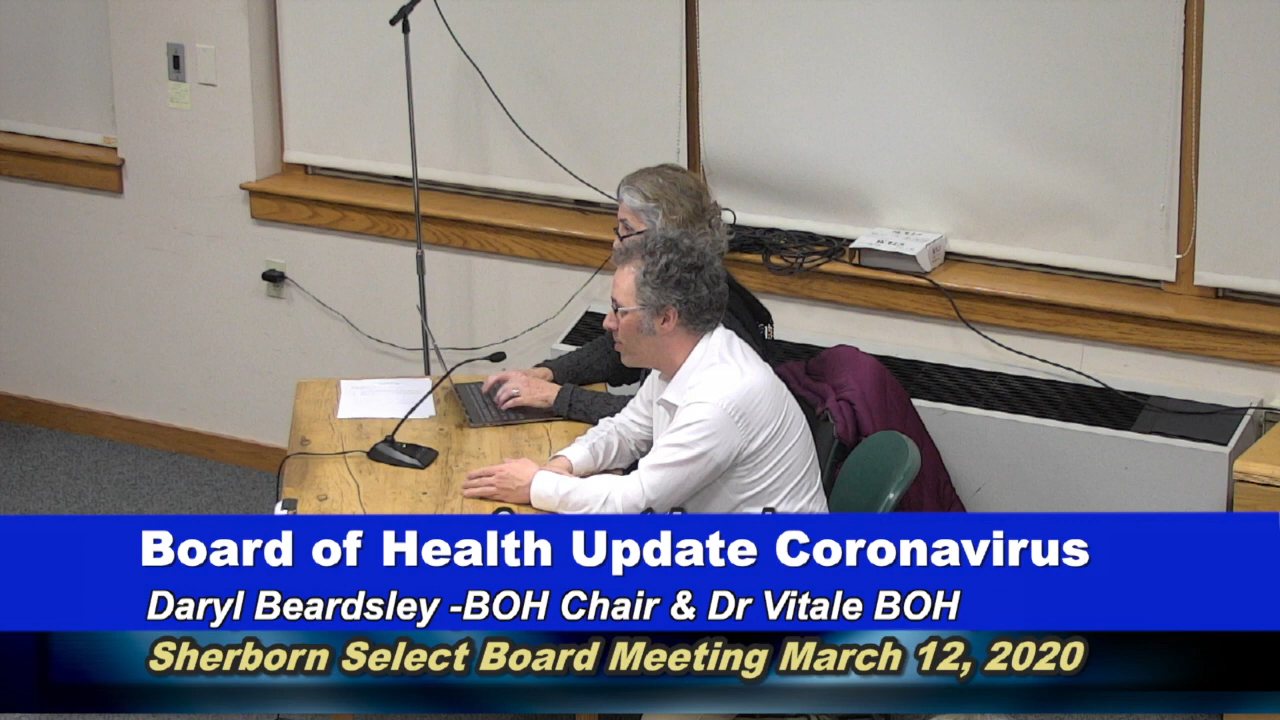 Board of Health Update Coronavirus
Daryl Beardsley -BOH Chair & Dr Vitale BOH
Sherborn Select Board Meeting March 12, 2020